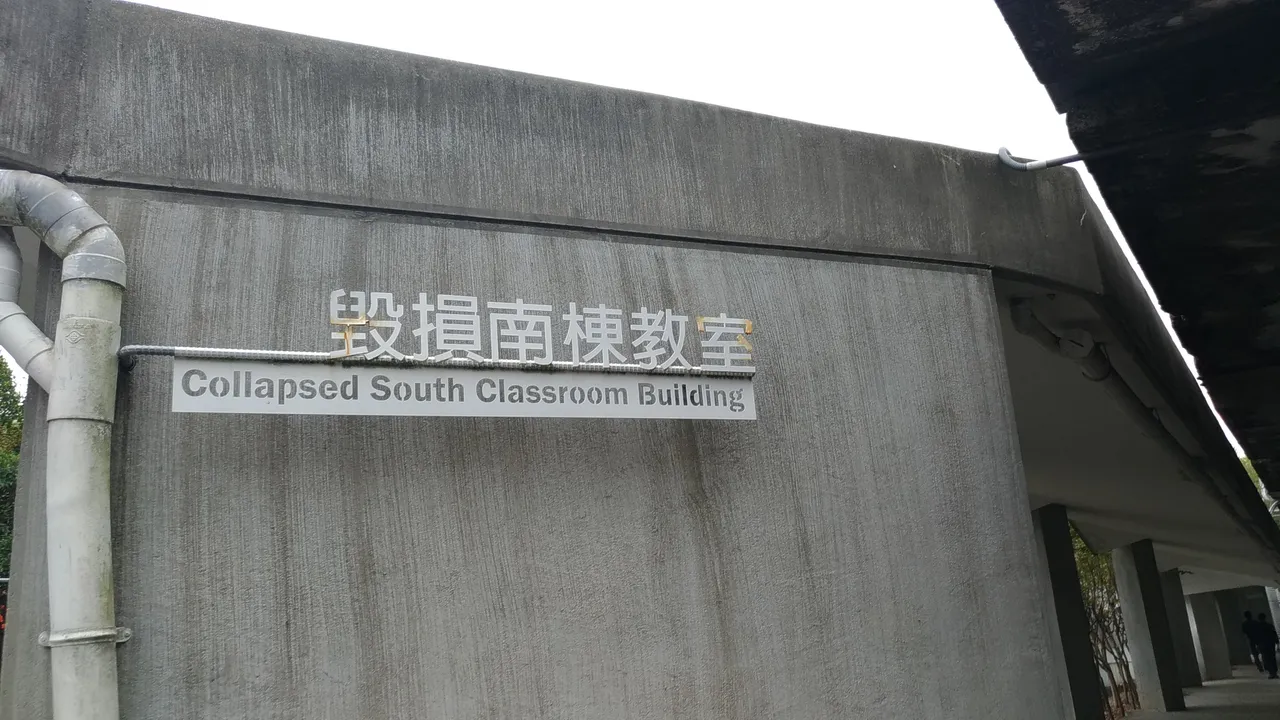 毀損南棟教室
Collapsed South Classroom Building